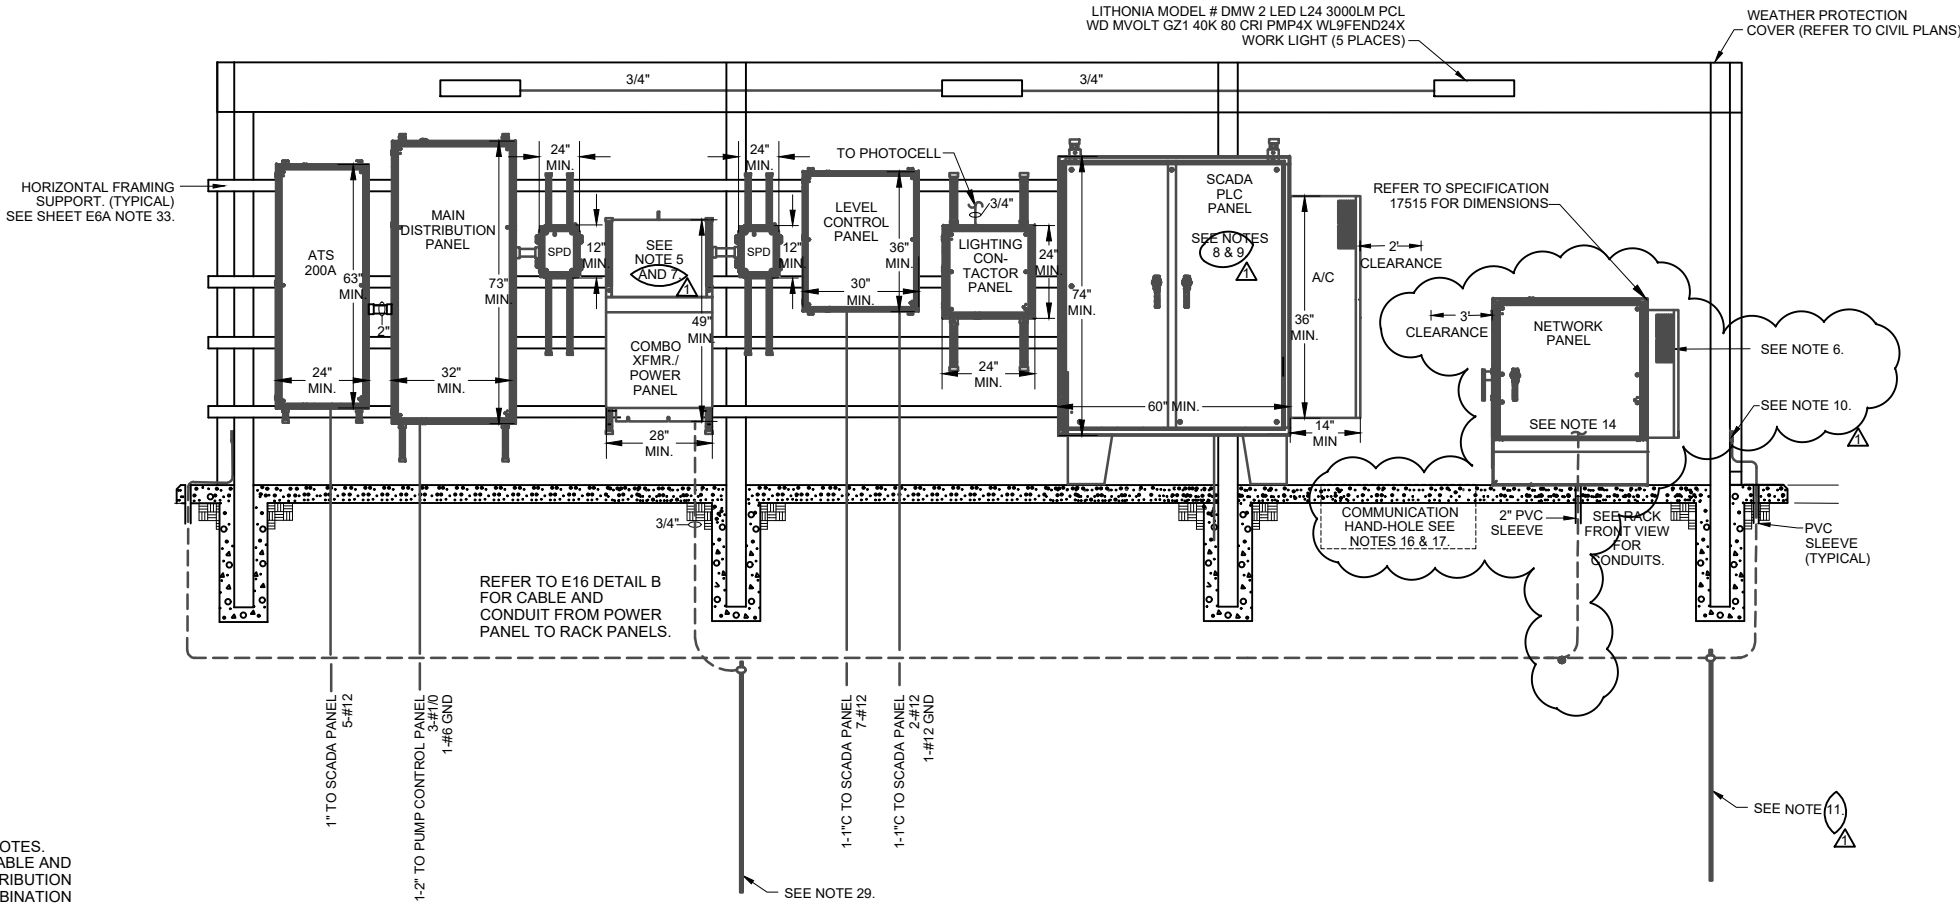 LITHONIA MODEL # DMW 2 LED L24 3000LM PCL
WD MVOLT GZ1 40K 80 CRI PMP4X WL9FEND24X
WORK LIGHT (5 PLACES)
WEATHER PROTECTION
COVER (REFER TO CIVIL PLANS)
3/4"
3/4"
HORIZONTAL FRAMING
SUPPORT. (TYPICAL)
SEE SHEET E6A NOTE 33.
ATS
200A
63"
MIN.
24"
MIN.
2"
MAIN
DISTRIBUTION
PANEL
73"
MIN.
32"
MIN.
24"
MIN.
SPD
12"
MIN.
SEE
NOTE 5
AND 7
1
49"
MIN.
COMBO
XFMR./
POWER
PANEL
28"
MIN.
24"
MIN.
SPD
12"
MIN.
LEVEL
CONTROL
PANEL
36"
MIN.
30"
MIN.
TO PHOTOCELL
3/4"
LIGHTING
CON-
TACTOR
PANEL
24"
MIN.
24"
MIN.
SCADA
PLC
PANEL
SEE NOTES
8 & 9
1
74"
MIN.
60" MIN.
A/C
36"
MIN.
14"
MIN
2'
CLEARANCE
REFER TO SPECIFICATION
17515 FOR DIMENSIONS
3'
CLEARANCE
NETWORK
PANEL
SEE NOTE 14
SEE NOTE 6.
SEE NOTE 10.
1
COMMUNICATION
HAND-HOLE SEE
NOTES 16 & 17.
2" PVC
SLEEVE
SEE RACK
FRONT VIEW
FOR
CONDUITS.
PVC
SLEEVE
(TYPICAL)
3/4"
REFER TO E16 DETAIL B
FOR CABLE AND
CONDUIT FROM POWER
PANEL TO RACK PANELS.
1" TO SCADA PANEL
5-#12
1-2" TO PUMP CONTROL PANEL
3-#1/0
1-#6 GND
1-1"C TO SCADA PANEL
7-#12
1-1"C TO SCADA PANEL
2-#12
1-#12 GND
SEE NOTE 29.
SEE NOTE 11.
1
OTES.
ABLE AND
RIBUTION
BINATION